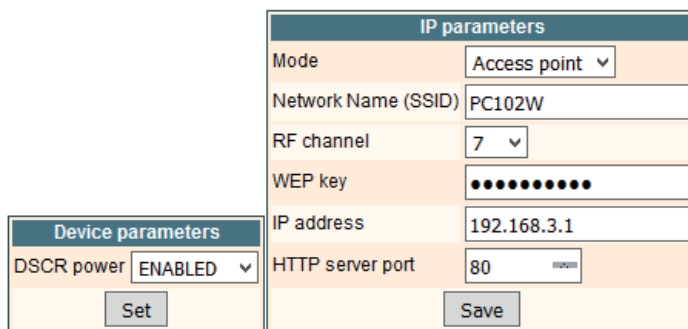 IP parameters
Mode Access point
Network Name (SSID) PC102W
RF channel 7
WEP key ●●●●●●●●●●
IP address 192.168.3.1
HTTP server port 80
Save
Device parameters
DSCR power ENABLED
Set